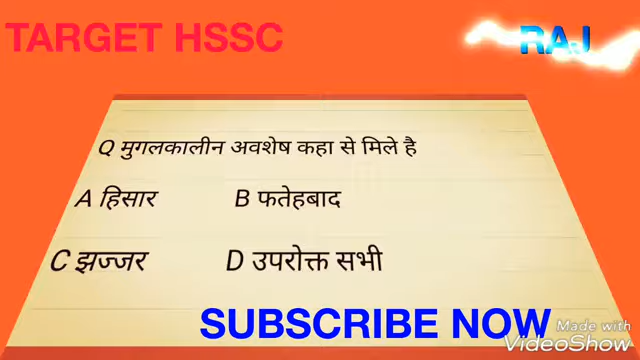 TARGET HSSC
RAJ
Q मुगलकालीन अवशेष कहा से मिले है
A हिसार B फतेहबाद
C झज्जर D उपरोक्त सभी
SUBSCRIBE NOW
Made with
VideoShow